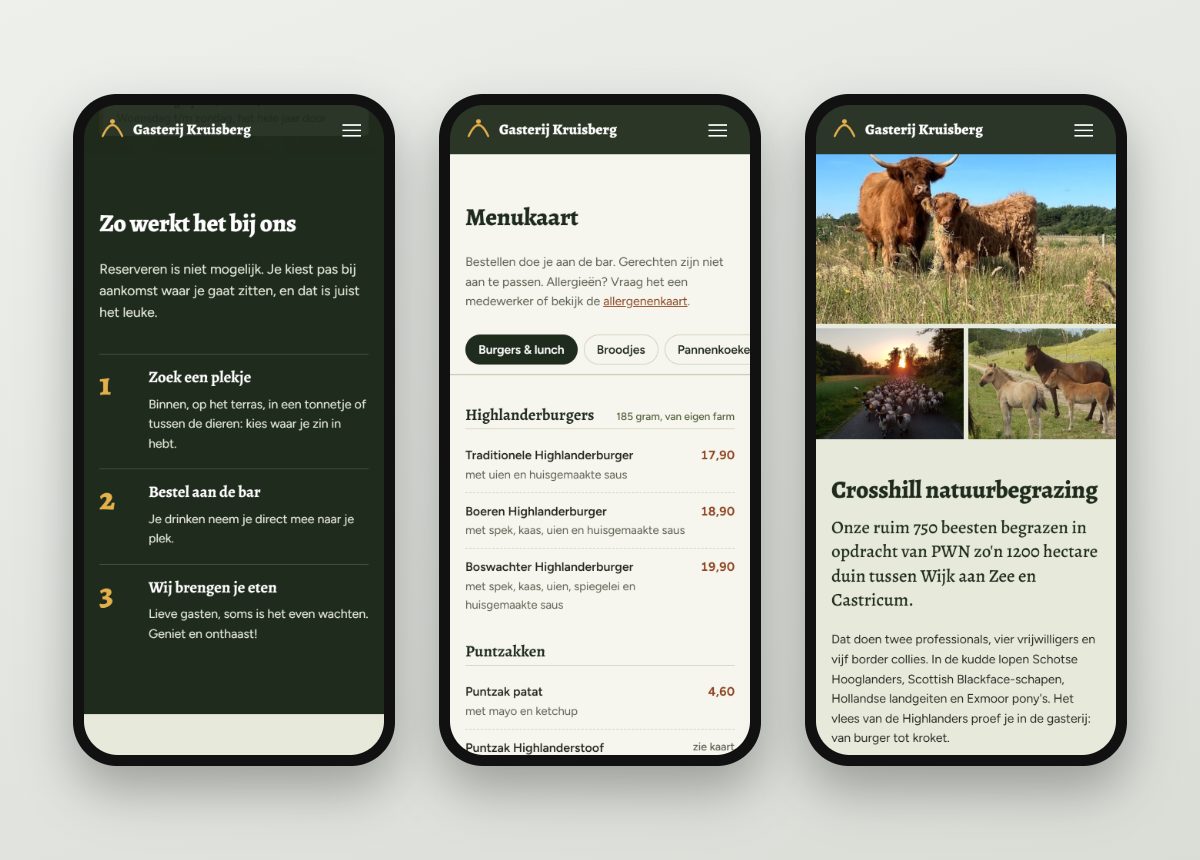 Woensdag t/m zondag, het hele jaar door
Gasterij Kruisberg
Zo werkt het bij ons
Reserveren is niet mogelijk. Je kiest pas bij
aankomst waar je gaat zitten, en dat is juist
het leuke.
1
Zoek een plekje
Binnen, op het terras, in een tonnetje of
tussen de dieren: kies waar je zin in
hebt.
2
Bestel aan de bar
Je drinken neem je direct mee naar je
plek.
3
Wij brengen je eten
Lieve gasten, soms is het even wachten.
Geniet en onthaast!
Gasterij Kruisberg
Menukaart
Bestellen doe je aan de bar. Gerechten zijn niet
aan te passen. Allergieën? Vraag het een
medewerker of bekijk de allergenenkaart.
Burgers & lunch Broodjes Pannenkoeke
Highlanderburgers 185 gram, van eigen farm
Traditionele Highlanderburger 17,90
met uien en huisgemaakte saus
Boeren Highlanderburger 18,90
met spek, kaas, uien en huisgemaakte saus
Boswachter Highlanderburger 19,90
met spek, kaas, uien, spiegelei en
huisgemaakte saus
Puntzakken
Puntzak patat 4,60
met mayo en ketchup
Puntzak Highlanderstoof zie kaart
Gasterij Kruisberg
Crosshill natuurbegrazing
Onze ruim 750 beesten begrazen in
opdracht van PWN zo'n 1200 hectare
duin tussen Wijk aan Zee en
Castricum.
Dat doen twee professionals, vier vrijwilligers en
vijf border collies. In de kudde lopen Schotse
Hooglanders, Scottish Blackface-schapen,
Hollandse landgeiten en Exmoor pony's. Het
vlees van de Highlanders proef je in de gasterij:
van burger tot kroket.